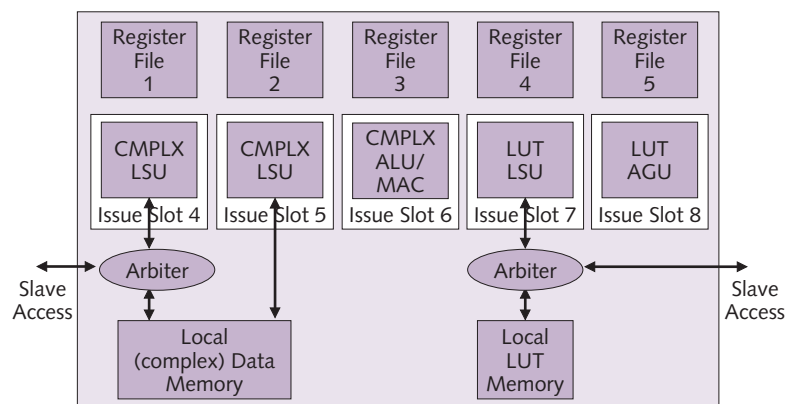 Register
File
1
Register
File
2
Register
File
3
Register
File
4
Register
File
5
CMPLX
LSU
Issue Slot 4
CMPLX
LSU
Issue Slot 5
CMPLX
ALU/
MAC
Issue Slot 6
LUT
LSU
Issue Slot 7
LUT
AGU
Issue Slot 8
Slave
Access
Arbiter
Arbiter
Slave
Access
Local
(complex) Data
Memory
Local
LUT
Memory